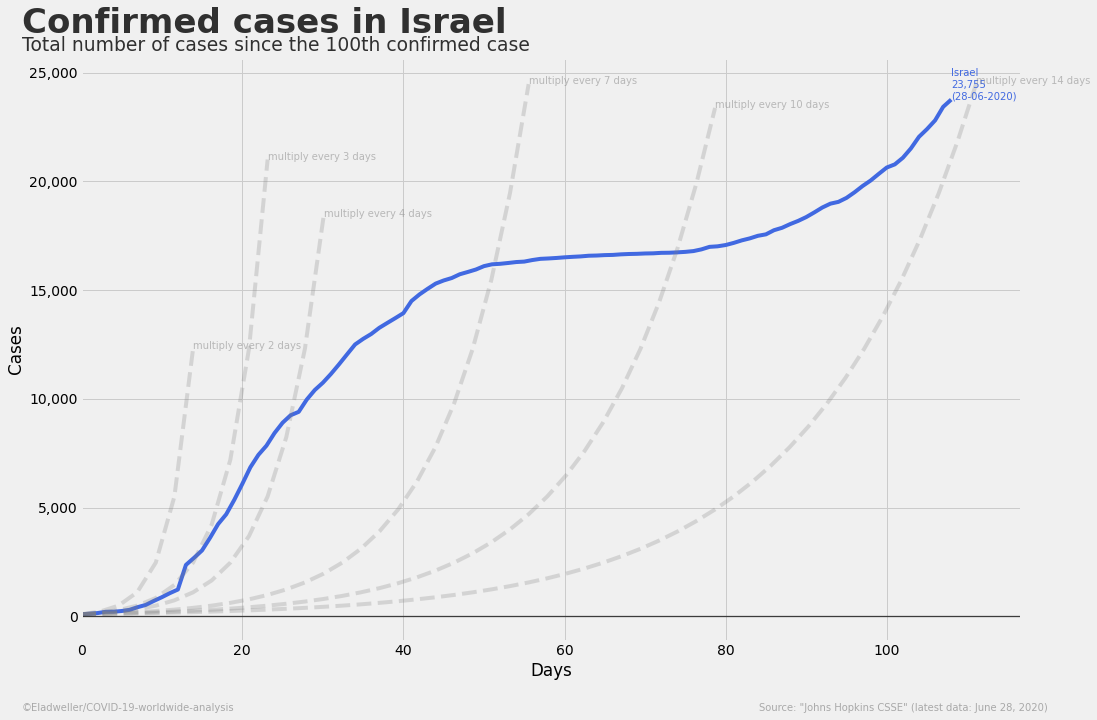 Confirmed cases in Israel
Total number of cases since the 100th confirmed case
25,000
20,000
15,000
10,000
5,000
0
Cases
multiply every 2 days
multiply every 3 days
multiply every 4 days
multiply every 7 days
multiply every 10 days
multiply every 14 days
Israel
23,755
(28-06-2020)
0
20
40
60
80
100
Days
©Eladweller/COVID-19-worldwide-analysis
Source: "Johns Hopkins CSSE" (latest data: June 28, 2020)